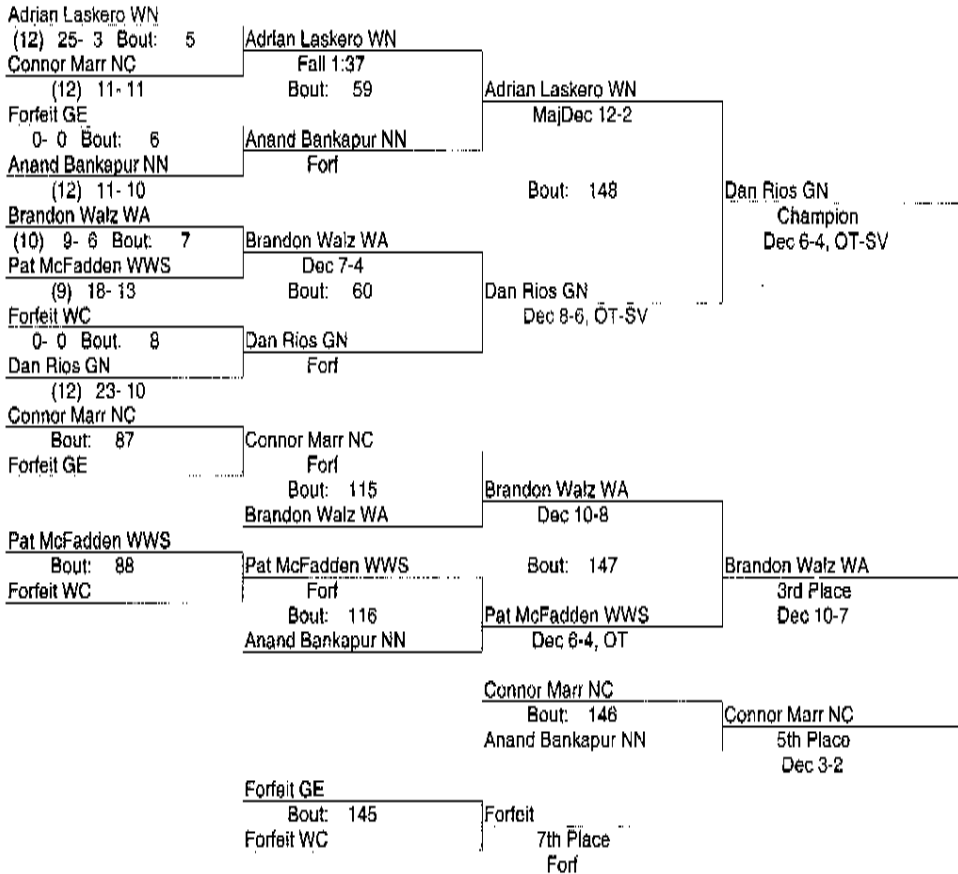 Adrian Laskero WN
(12) 25- 3 Bout: 5
Connor Marr NC
(12) 11- 11
Forfeit GE
0- 0 Bout: 6
Anand Bankapur NN
(12) 11- 10
Brandon Walz WA
(10) 9- 6 Bout: 7
Pat McFadden WWS
(9) 18- 13
Forfeit WC
0- 0 Bout: 8
Dan Rios GN
(12) 23- 10
Connor Marr NC
Bout: 87
Forfeit GE
Pat McFadden WWS
Bout: 88
Forfeit WC
Adrian Laskero WN
Fall 1:37
Bout: 59
Anand Bankapur NN
Forf
Brandon Walz WA
Dec 7-4
Bout: 60
Dan Rios GN
Forf
Connor Marr NC
Forf
Bout: 115
Brandon Walz WA
Pat McFadden WWS
Forf
Bout: 116
Anand Bankapur NN
Forfeit GE
Bout: 145
Forfeit WC
Adrian Laskero WN
MajDec 12-2
Bout: 148
Dan Rios GN
Dec 8-6, OT-SV
Brandon Walz WA
Dec 10-8
Bout: 147
Pat McFadden WWS
Dec 6-4, OT
Connor Marr NC
Bout: 146
Anand Bankapur NN
Forfeit
7th Place
Forf
Dan Rios GN
Champion
Dec 6-4, OT-SV
Brandon Walz WA
3rd Place
Dec 10-7
Connor Marr NC
5th Place
Dec 3-2